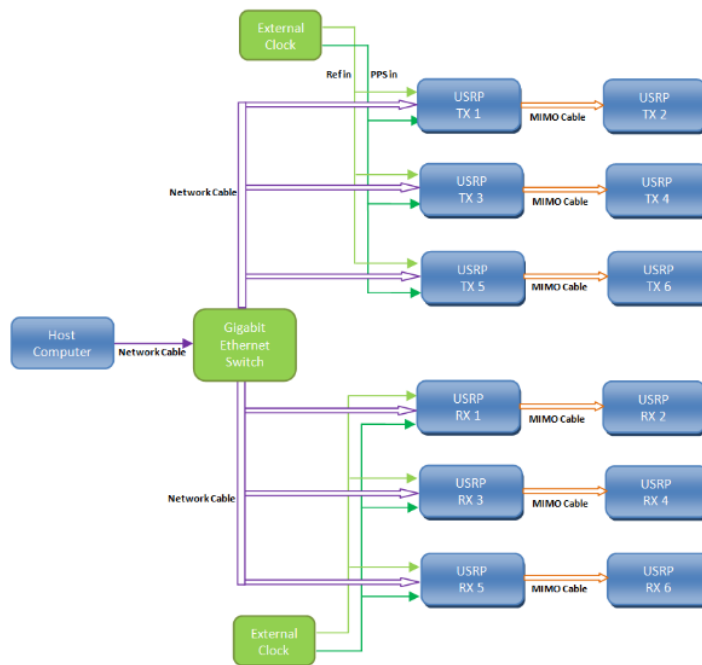 External
Clock
Ref in
PPS in
USRP
TX 1
MIMO Cable
USRP
TX 2
Network Cable
USRP
TX 3
MIMO Cable
USRP
TX 4
USRP
TX 5
MIMO Cable
USRP
TX 6
Host
Computer
Network Cable
Gigabit
Ethernet
Switch
USRP
RX 1
MIMO Cable
USRP
RX 2
Network Cable
USRP
RX 3
MIMO Cable
USRP
RX 4
USRP
RX 5
MIMO Cable
USRP
RX 6
External
Clock